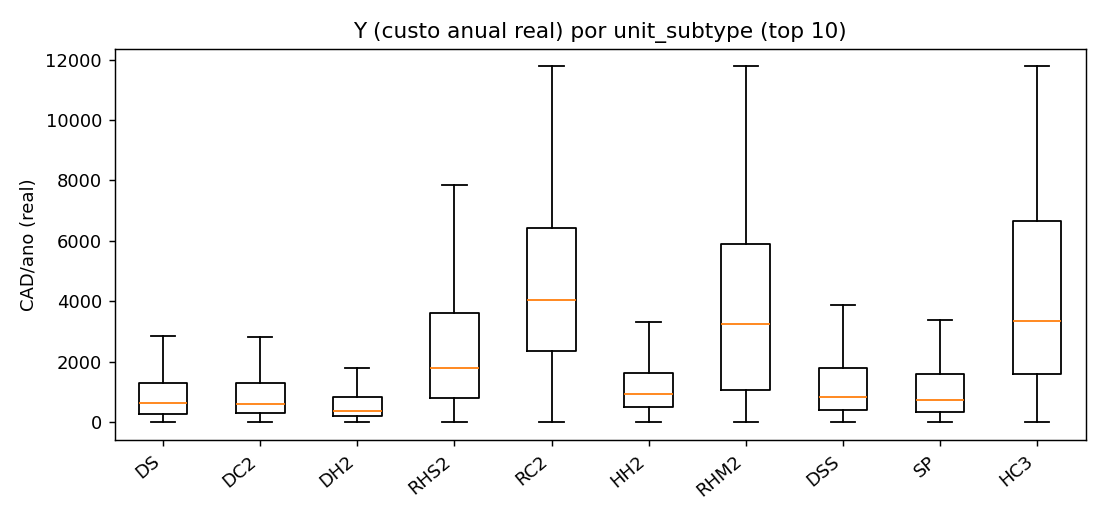 Y (custo anual real) por unit_subtype (top 10)
CAD/ano (real)
12000
10000
8000
6000
4000
2000
0
DS
DC2
DH2
RHS2
RC2
HH2
RHM2
DSS
SP
HC3